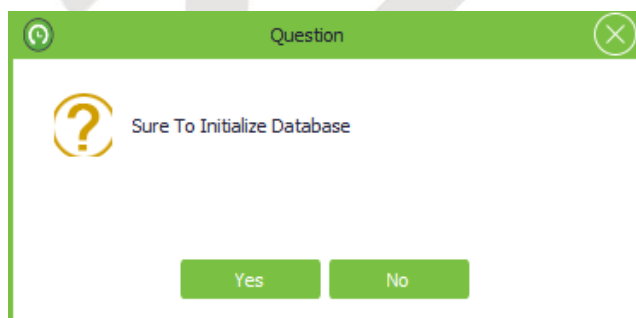 Question
Sure To Initialize Database
Yes
No